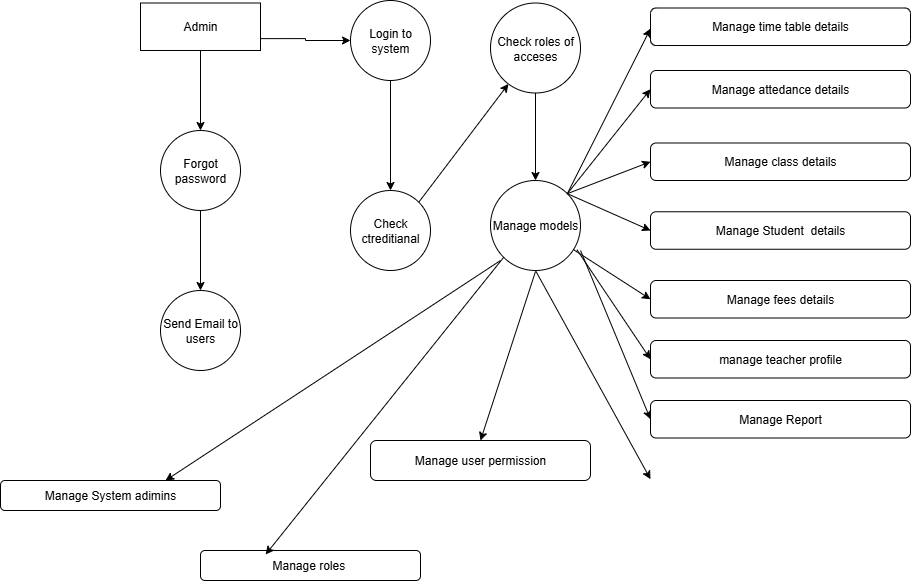 Admin
Login to
system
Check roles of
acceses
Manage time table details
Manage attedance details
Manage class details
Forgot
password
Check
ctreditianal
Manage models
Manage Student  details
Manage fees details
Send Email to
users
manage teacher profile
Manage Report
Manage user permission
Manage System adimins
Manage roles